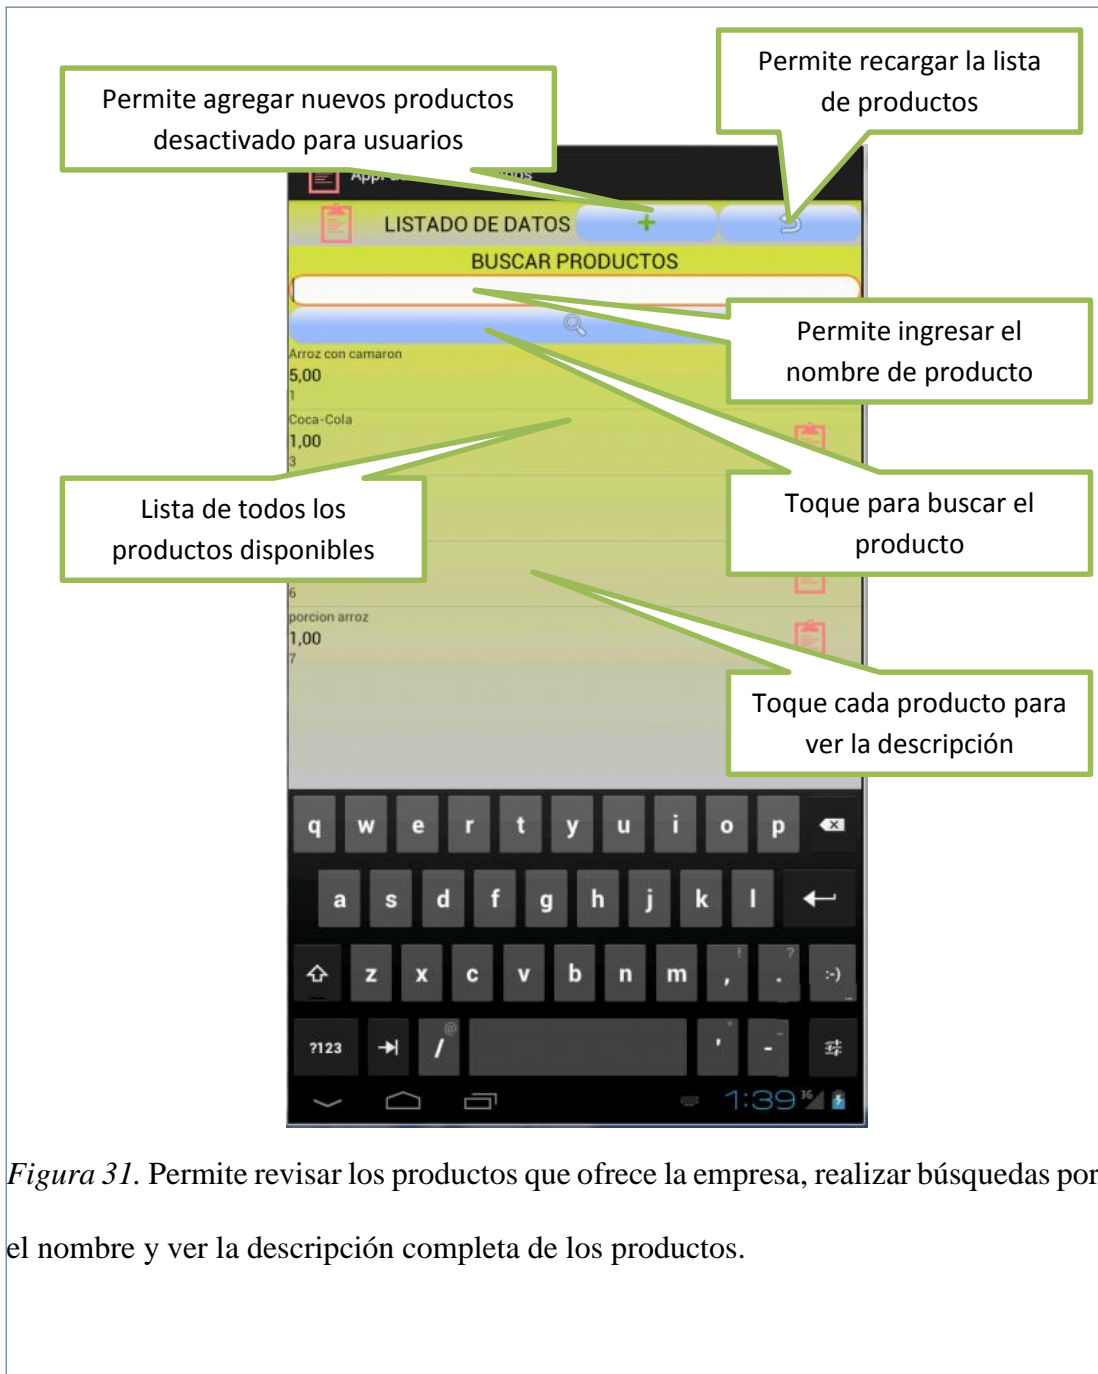 Permite recargar la lista
de productos
Permite agregar nuevos productos
desactivado para usuarios
LISTADO DE DATOS
+
BUSCAR PRODUCTOS
Permite ingresar el
nombre de producto
Arroz con camaron
5,00
1
Coca-Cola
1,00
3
Lista de todos los
productos disponibles
Toque para buscar el
producto
6
porcion arroz
1,00
7
Toque cada producto para
ver la descripción
q w e r t y u i o p
a s d f g h j k l
z x c v b n m , ! . ? :-)
?123 / @ ' " - _
1:39 3G
Figura 31. Permite revisar los productos que ofrece la empresa, realizar búsquedas por
el nombre y ver la descripción completa de los productos.